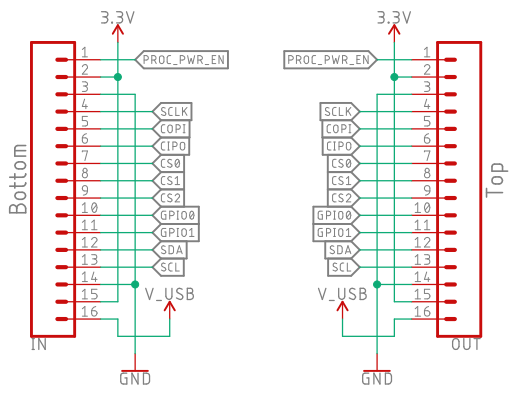 3.3V 3.3V
1 PROC_PWR_EN PROC_PWR_EN 1
2 2
3 3
4 SCLK SCLK 4
5 COPI COPI 5
6 CIPO CIPO 6
7 CS0 CS0 7
8 CS1 CS1 8
9 CS2 CS2 9
10 GPIO0 GPIO0 10
11 GPIO1 GPIO1 11
12 SDA SDA 12
13 SCL SCL 13
14 14
15 V_USB V_USB 15
16 16
Bottom Top
IN OUT
GND GND